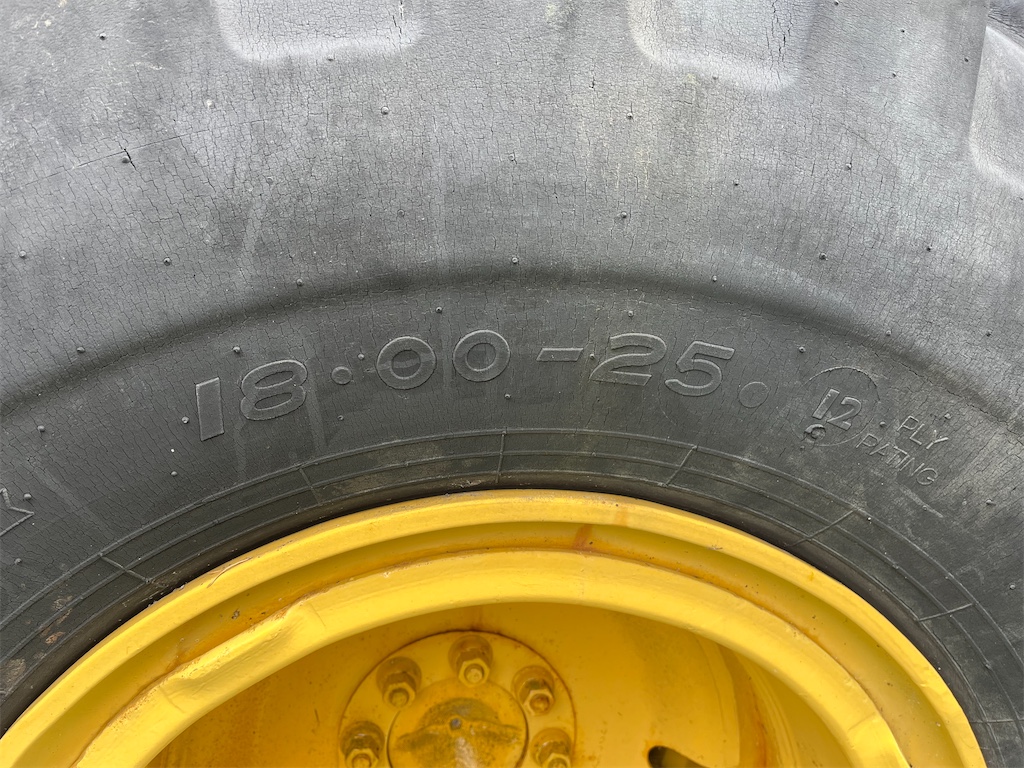 18·00-25.
12
PLY
RATING